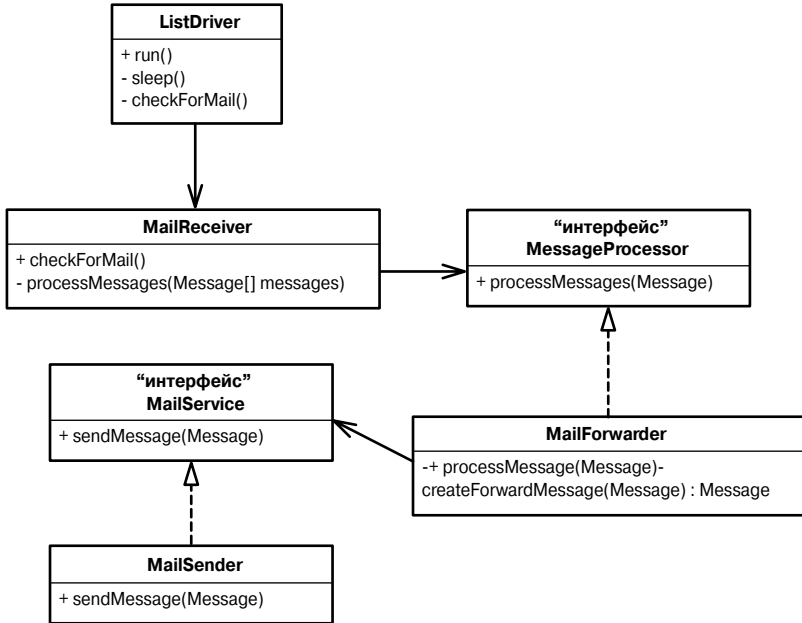 ListDriver
+ run()
- sleep()
- checkForMail()
MailReceiver
+ checkForMail()
- processMessages(Message[] messages)
“интерфейс”
MessageProcessor
+ processMessages(Message)
“интерфейс”
MailService
+ sendMessage(Message)
MailForwarder
-+ processMessage(Message)-
createForwardMessage(Message) : Message
MailSender
+ sendMessage(Message)